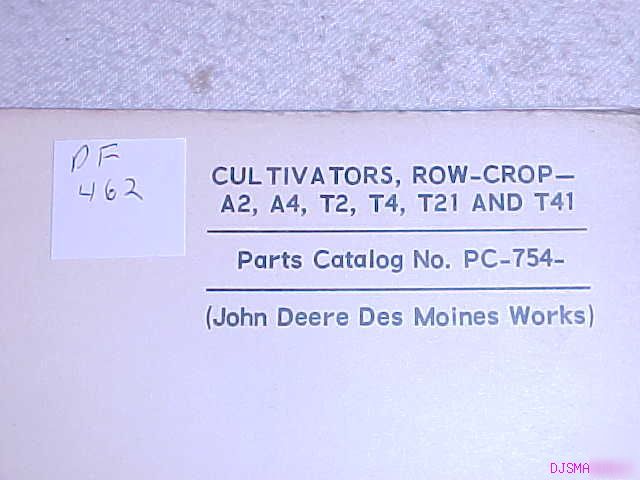 DF
462
CULTIVATORS, ROW-CROP—
A2, A4, T2, T4, T21 AND T41
Parts Catalog No. PC-754-
(John Deere Des Moines Works)